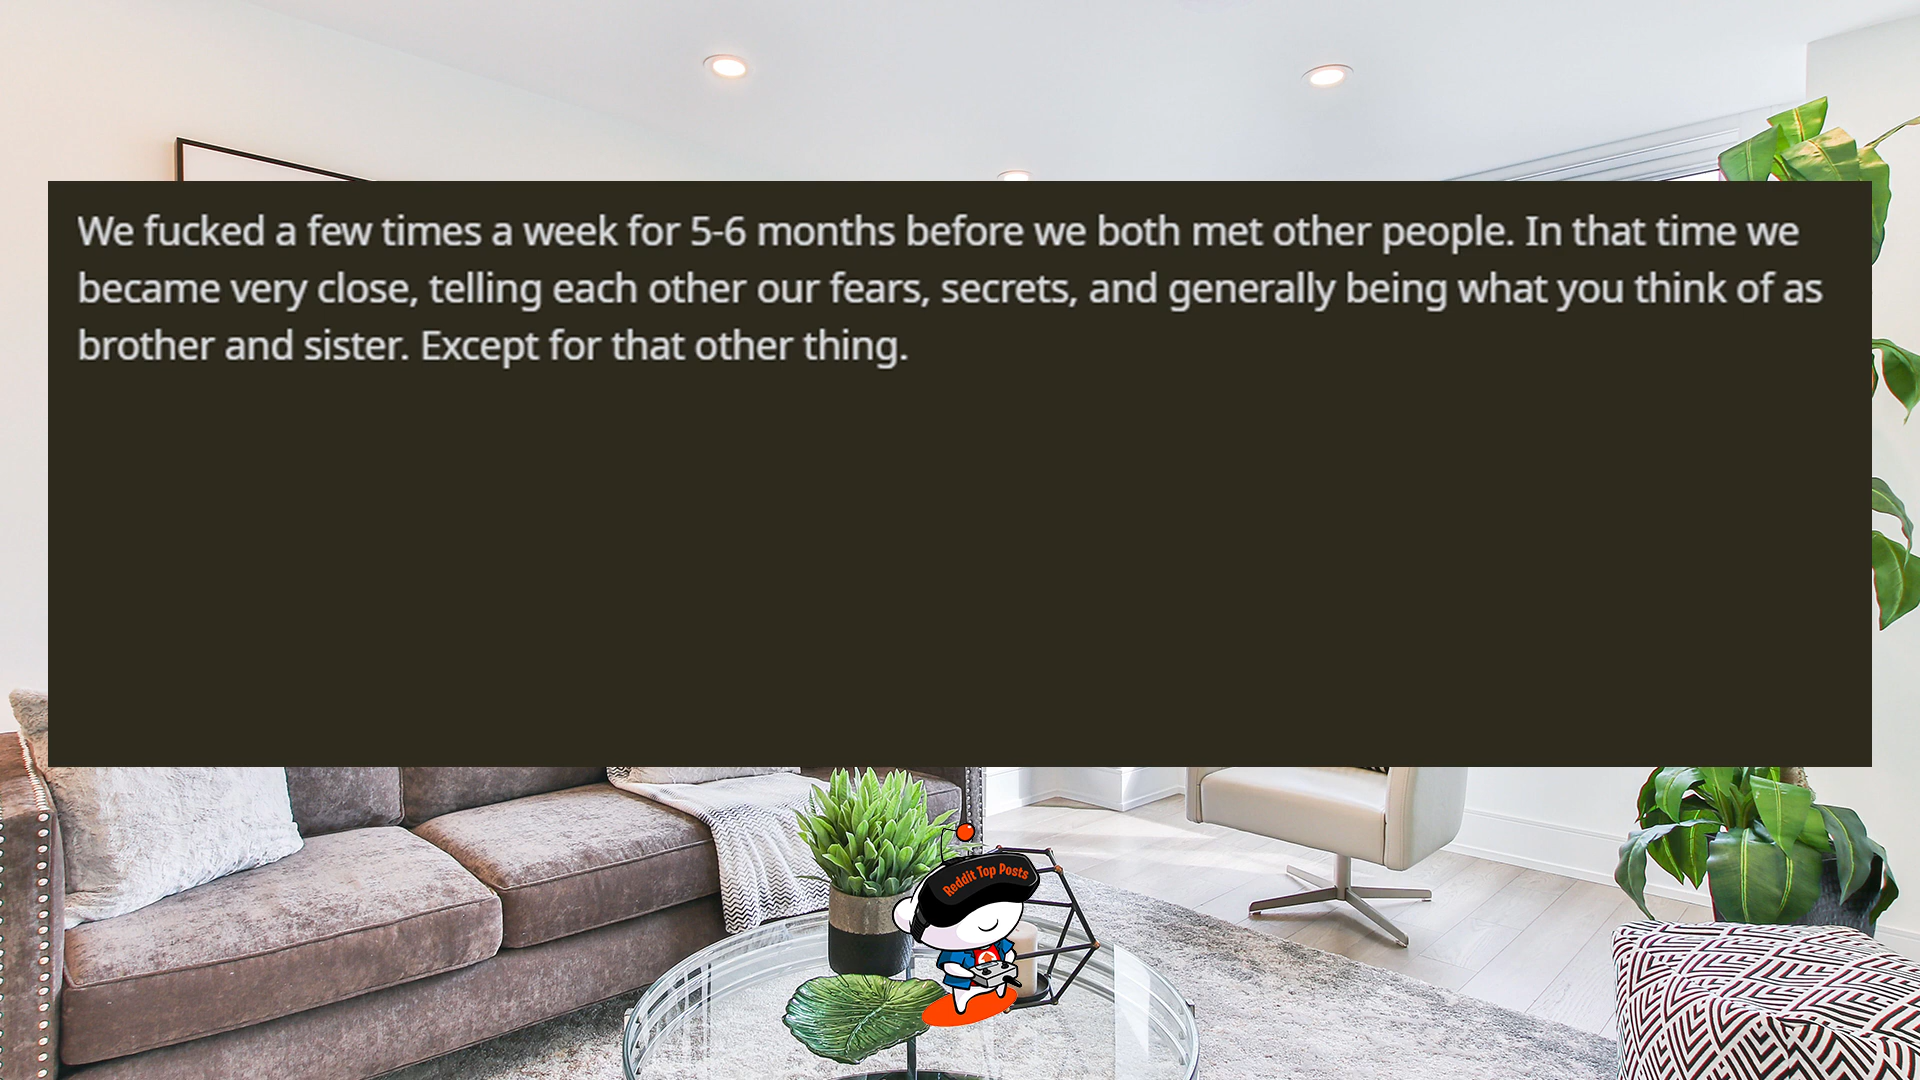 We fucked a few times a week for 5-6 months before we both met other people. In that time we
became very close, telling each other our fears, secrets, and generally being what you think of as
brother and sister. Except for that other thing.
Reddit Top Posts